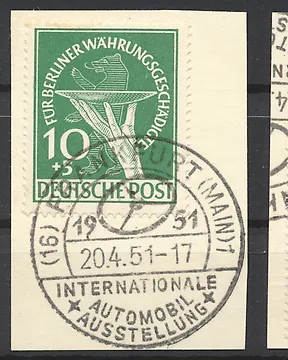 FÜR BERLINER WÄHRUNGSGESCHÄDIGTE
10
+5
DEUTSCHE POST
(16) FRANKFURT (MAIN) 1
19 51
20.4.51-17
INTERNATIONALE
AUTOMOBIL
AUSSTELLUNG